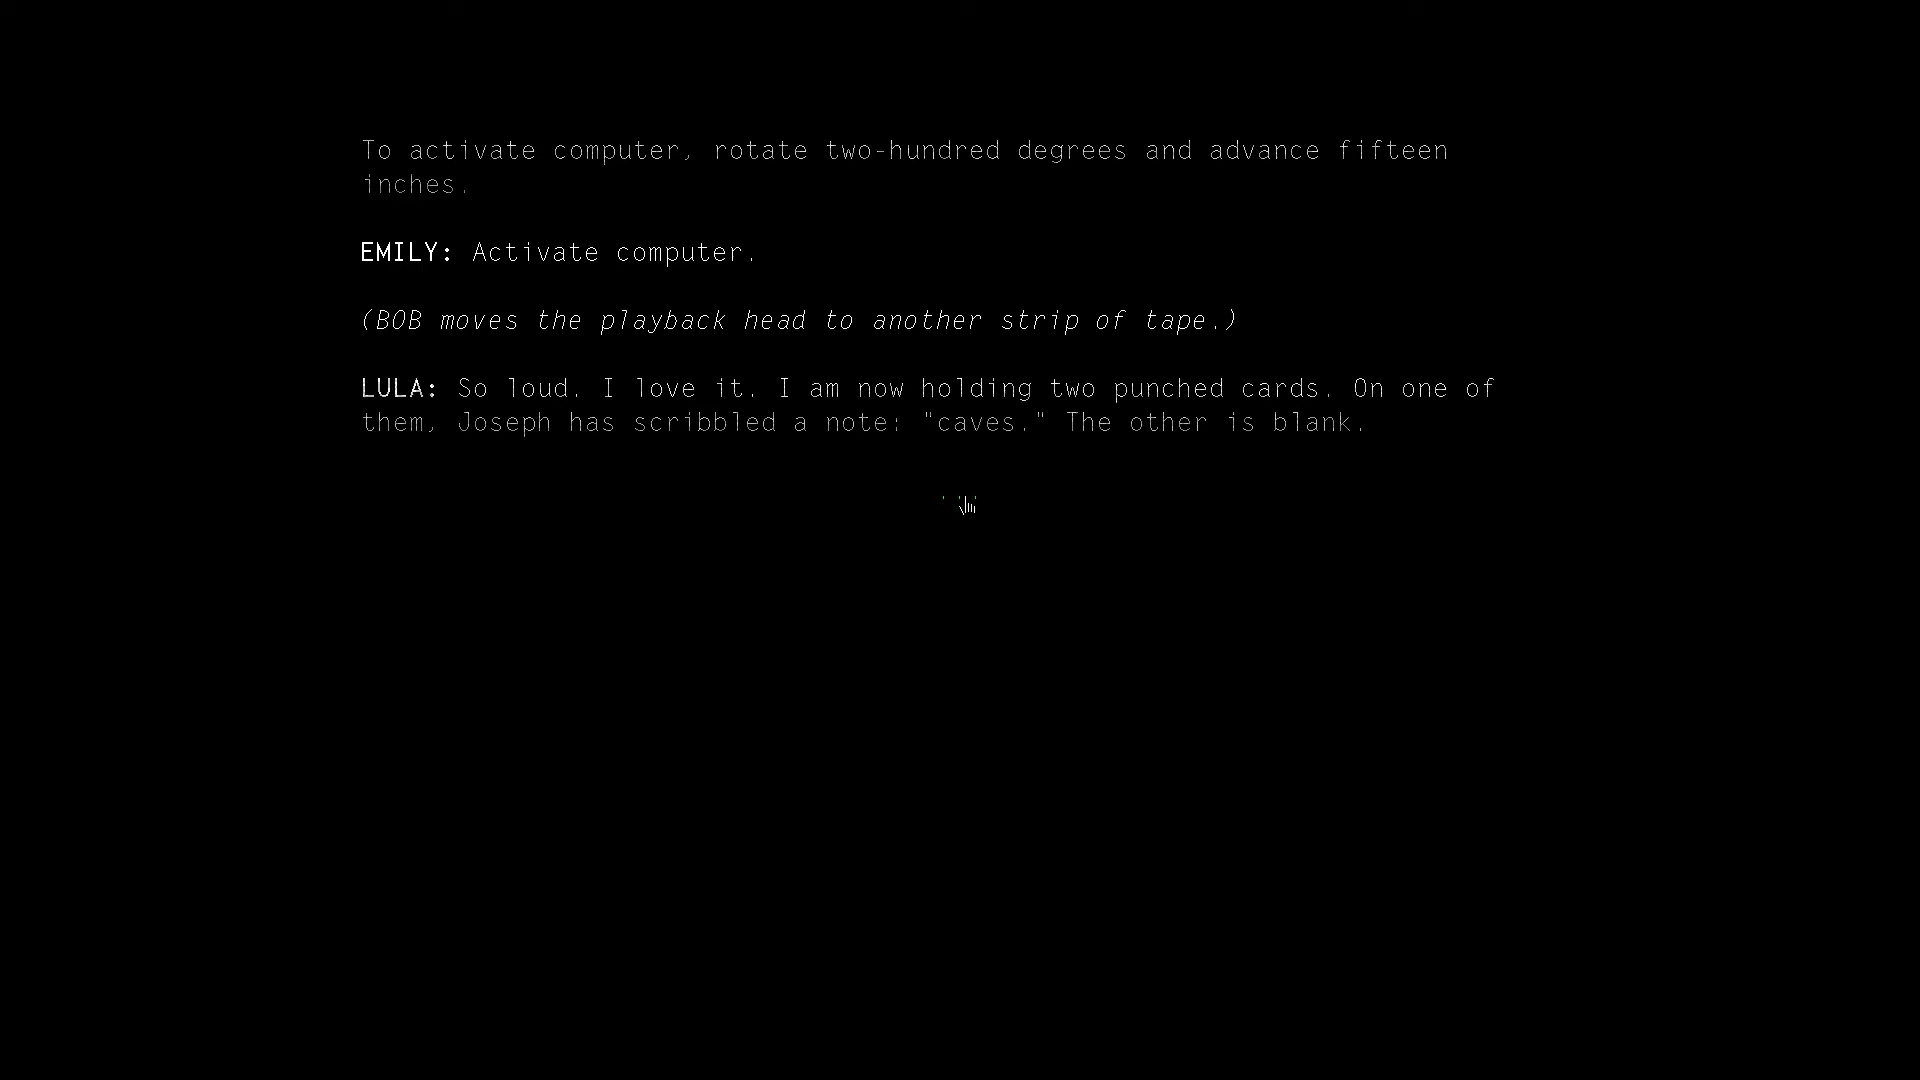 To activate computer, rotate two-hundred degrees and advance fifteen
inches.
EMILY: Activate computer.
(BOB moves the playback head to another strip of tape.)
LULA: So loud. I love it. I am now holding two punched cards. On one of
them, Joseph has scribbled a note: "caves." The other is blank.